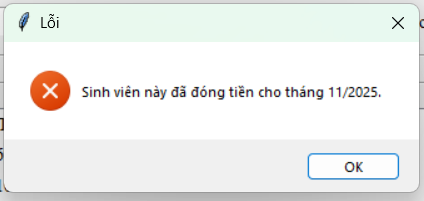 Lỗi
Sinh viên này đã đóng tiền cho tháng 11/2025.
OK